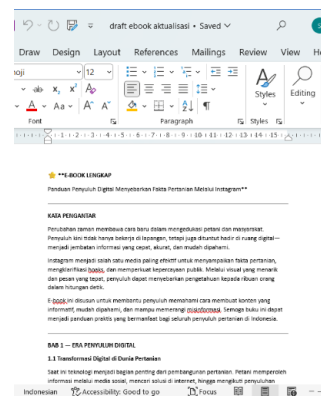 draft ebook aktualisasi • Saved
Draw Design Layout References Mailings Review View
12
Styles
Editing
Font
Paragraph
Styles
**E-BOOK LENGKAP
Panduan Penyuluh Digital Menyebarkan Fakta Pertanian Melalui Instagram**
KATA PENGANTAR
Perubahan zaman membawa cara baru dalam mengedukasi petani dan masyarakat.
Penyuluh kini tidak hanya bekerja di lapangan, tetapi juga dituntut hadir di ruang digital—
menjadi jembatan informasi yang cepat, akurat, dan mudah dipahami.
Instagram menjadi salah satu media paling efektif untuk menyampaikan fakta pertanian,
mengklarifikasi hoaks, dan memperkuat kepercayaan publik. Melalui visual yang menarik
dan pesan yang tepat, penyuluh dapat menyebarkan pengetahuan kepada ribuan orang
dalam hitungan detik.
E-book ini disusun untuk membantu penyuluh memahami cara membuat konten yang
informatif, mudah dipahami, dan mampu memerangi misinformasi. Semoga buku ini dapat
menjadi panduan praktis yang bermanfaat bagi seluruh penyuluh pertanian di Indonesia.
BAB 1 — ERA PENYULUH DIGITAL
1.1 Transformasi Digital di Dunia Pertanian
Saat ini teknologi menjadi bagian penting dari pembangunan pertanian. Petani memperoleh
informasi melalui media sosial, mencari solusi di internet, hingga mengikuti penyuluhan
Indonesian Accessibility: Good to go Focus